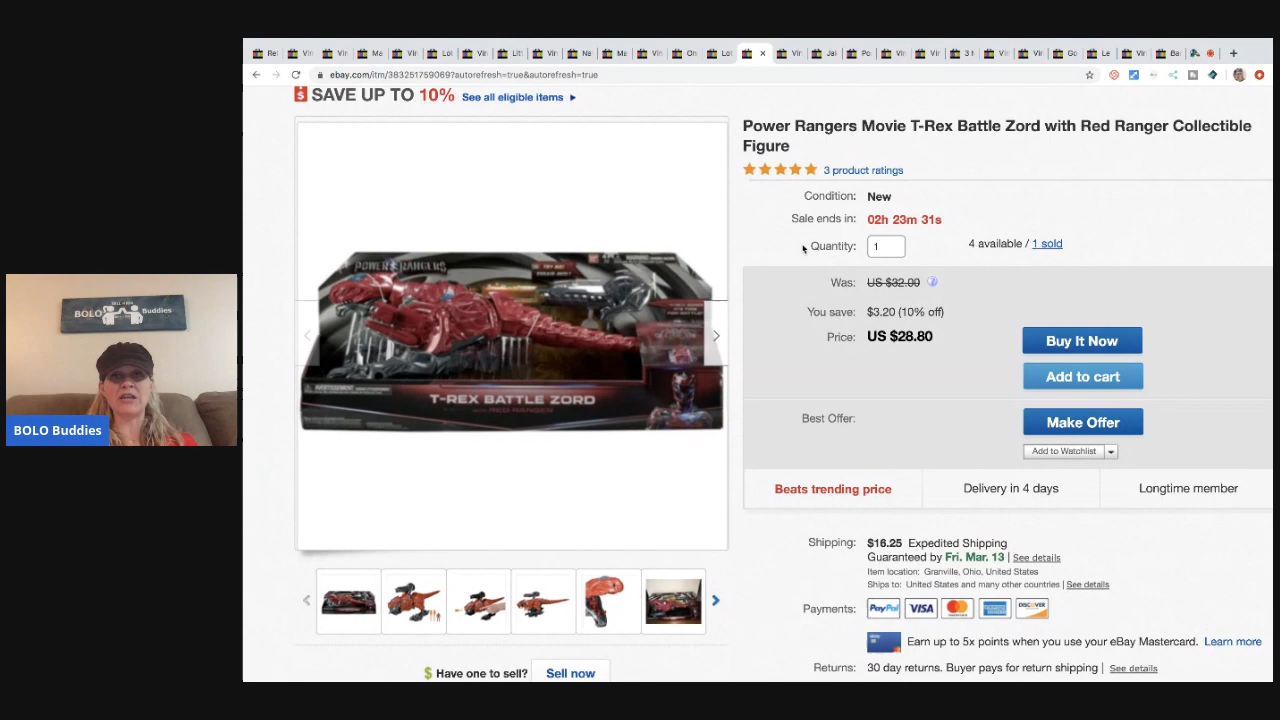 ebay.com/itm/383251759069?autorefresh=true&autorefresh=true
SAVE UP TO 10% See all eligible items
Power Rangers Movie T-Rex Battle Zord with Red Ranger Collectible
Figure
3 product ratings
Condition: New
Sale ends in: 02h 23m 31s
Quantity: 1 4 available / 1 sold
Was: US $32.00
You save: $3.20 (10% off)
Price: US $28.80
Buy It Now
Add to cart
Best Offer:
Make Offer
Add to Watchlist
Beats trending price Delivery in 4 days Longtime member
Shipping: $16.25 Expedited Shipping
Guaranteed by Fri. Mar. 13 | See details
Item location: Granville, Ohio, United States
Ships to: United States and many other countries | See details
Payments: PayPal VISA
Earn up to 5x points when you use your eBay Mastercard. Learn more
Returns: 30 day returns. Buyer pays for return shipping | See details
POWER RANGERS
T-REX BATTLE ZORD
Have one to sell? Sell now
BOLO Buddies
BOLO Buddies